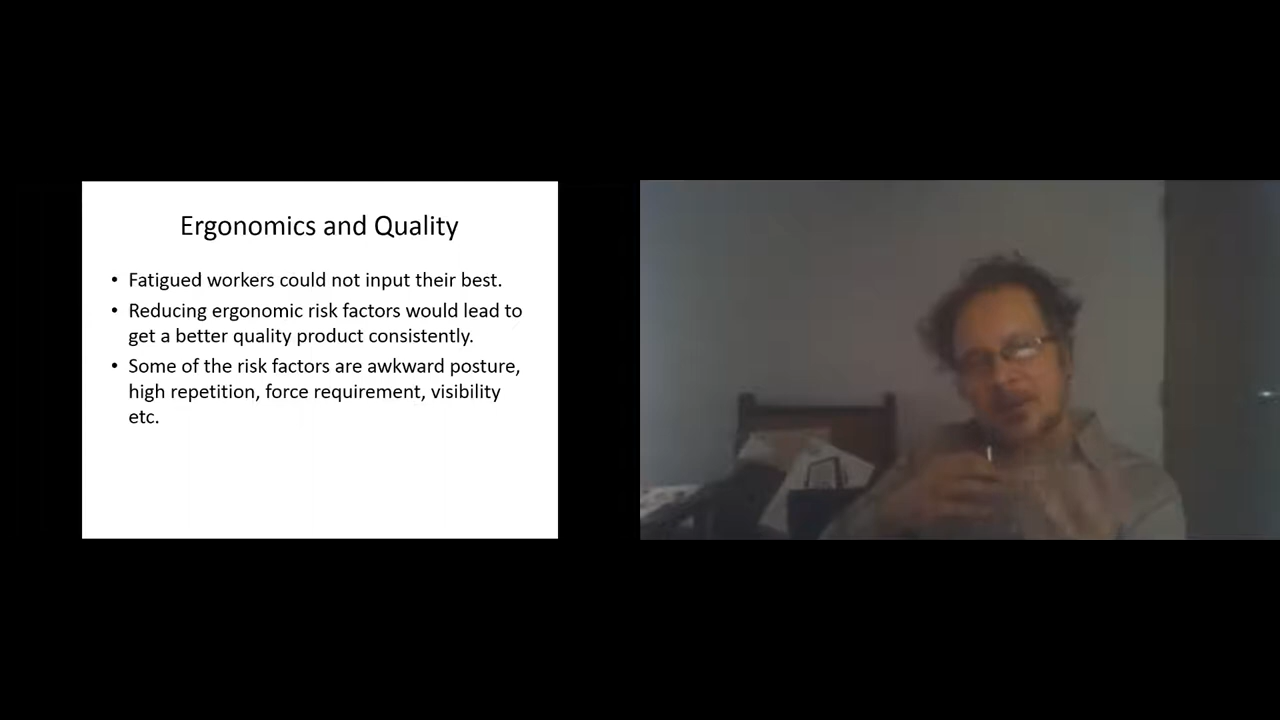 Ergonomics and Quality
• Fatigued workers could not input their best.
• Reducing ergonomic risk factors would lead to
get a better quality product consistently.
• Some of the risk factors are awkward posture,
high repetition, force requirement, visibility
etc.